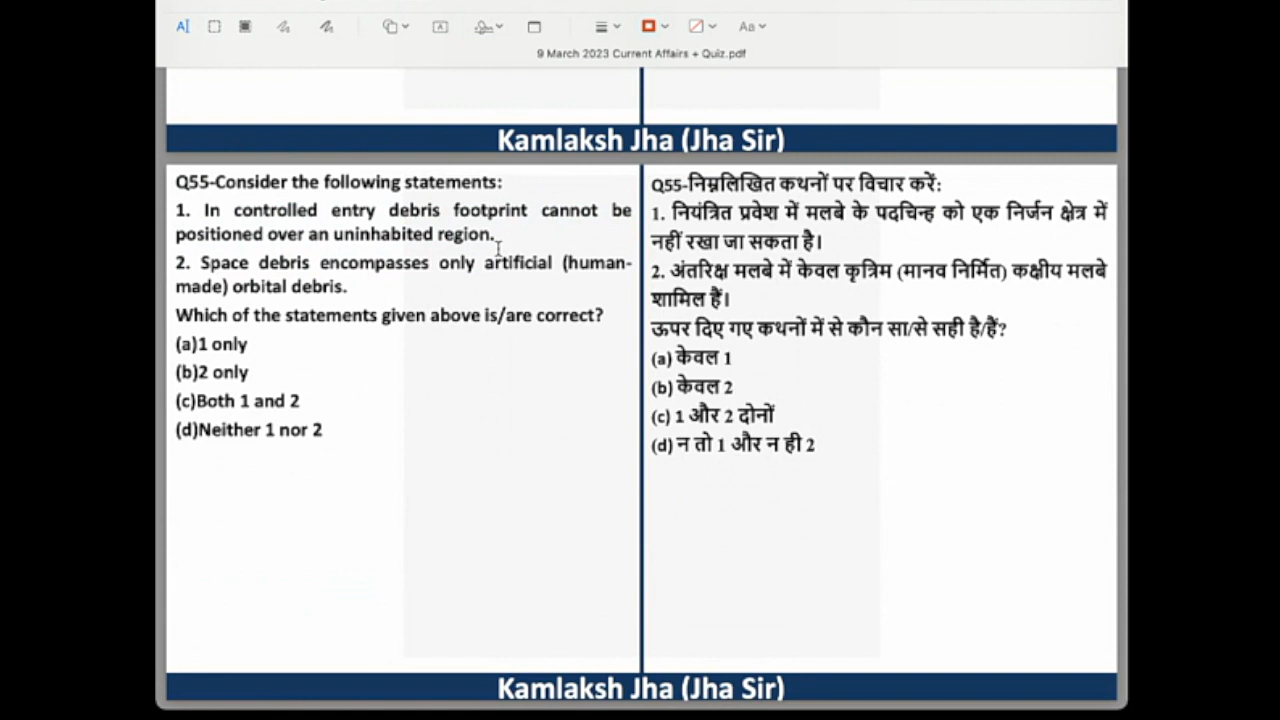 Aa
9 March 2023 Current Affairs + Quiz.pdf
Kamlaksh Jha (Jha Sir)
Q55-Consider the following statements:
1. In controlled entry debris footprint cannot be
positioned over an uninhabited region.
2. Space debris encompasses only artificial (human-
made) orbital debris.
Which of the statements given above is/are correct?
(a)1 only
(b)2 only
(c)Both 1 and 2
(d)Neither 1 nor 2
Q55-निम्नलिखित कथनों पर विचार करें:
1. नियंत्रित प्रवेश में मलबे के पदचिन्ह को एक निर्जन क्षेत्र में
नहीं रखा जा सकता है।
2. अंतरिक्ष मलबे में केवल कृत्रिम (मानव निर्मित) कक्षीय मलबे
शामिल हैं।
ऊपर दिए गए कथनों में से कौन सा/से सही है/हैं?
(a) केवल 1
(b) केवल 2
(c) 1 और 2 दोनों
(d) न तो 1 और न ही 2
Kamlaksh Jha (Jha Sir)